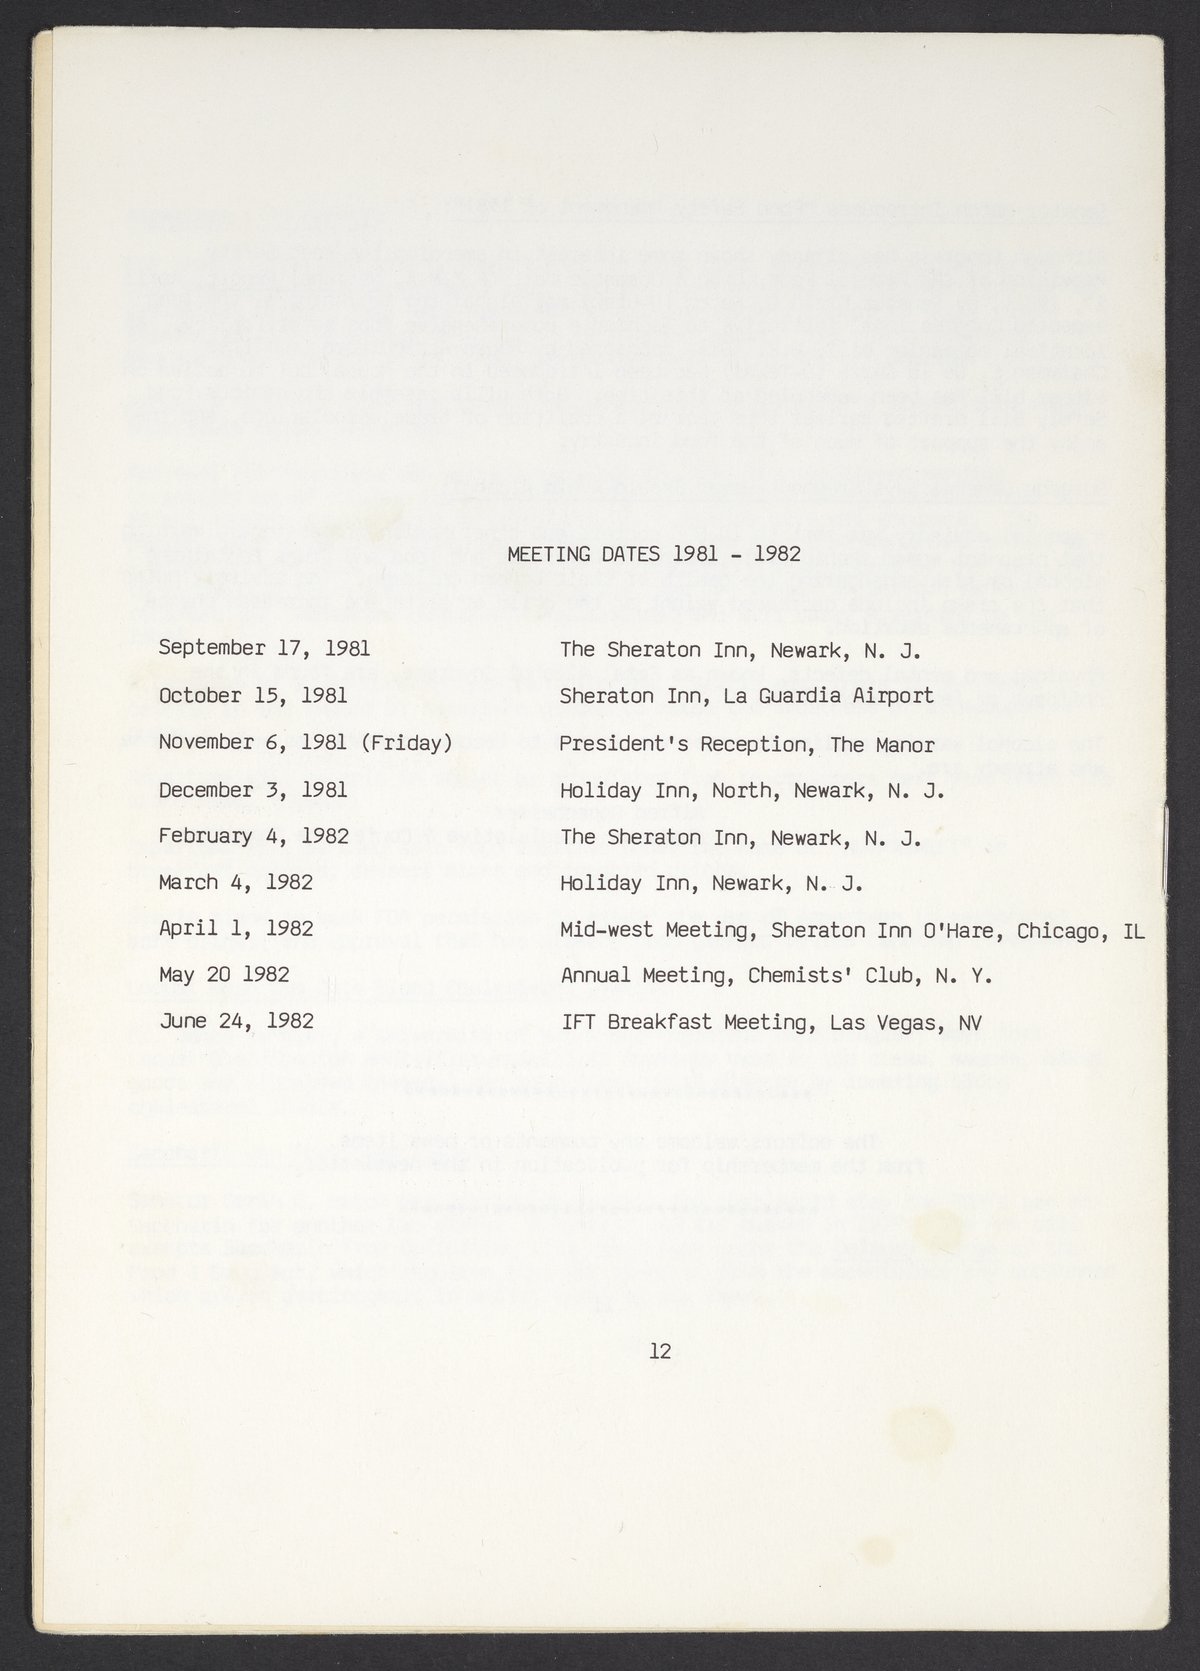 MEETING DATES 1981 - 1982
September 17, 1981 The Sheraton Inn, Newark, N. J.
October 15, 1981 Sheraton Inn, La Guardia Airport
November 6, 1981 (Friday) President's Reception, The Manor
December 3, 1981 Holiday Inn, North, Newark, N. J.
February 4, 1982 The Sheraton Inn, Newark, N. J.
March 4, 1982 Holiday Inn, Newark, N. J.
April 1, 1982 Mid-west Meeting, Sheraton Inn O'Hare, Chicago, IL
May 20 1982 Annual Meeting, Chemists' Club, N. Y.
June 24, 1982 IFT Breakfast Meeting, Las Vegas, NV
12